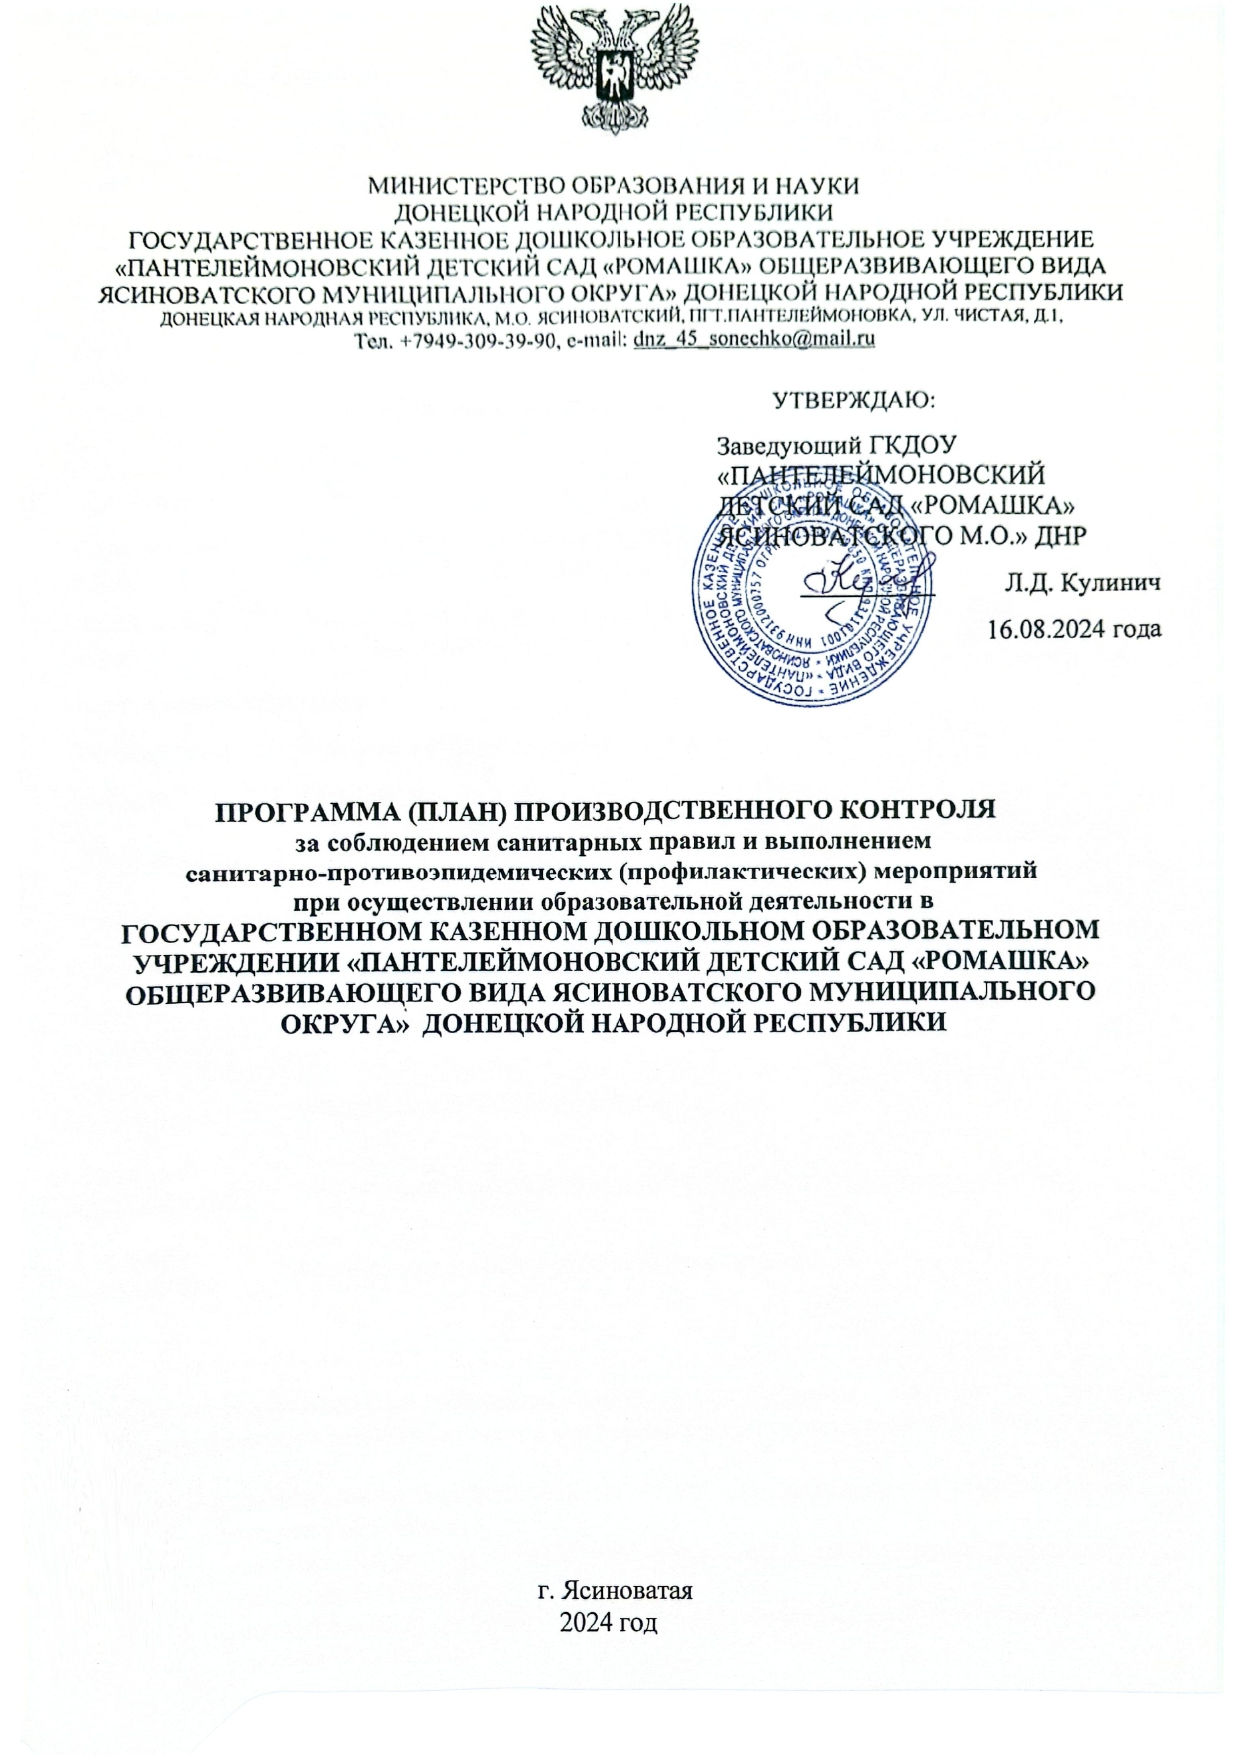 МИНИСТЕРСТВО ОБРАЗОВАНИЯ И НАУКИ
ДОНЕЦКОЙ НАРОДНОЙ РЕСПУБЛИКИ
ГОСУДАРСТВЕННОЕ КАЗЕННОЕ ДОШКОЛЬНОЕ ОБРАЗОВАТЕЛЬНОЕ УЧРЕЖДЕНИЕ
«ПАНТЕЛЕЙМОНОВСКИЙ ДЕТСКИЙ САД «РОМАШКА» ОБЩЕРАЗВИВАЮЩЕГО ВИДА
ЯСИНОВАТСКОГО МУНИЦИПАЛЬНОГО ОКРУГА» ДОНЕЦКОЙ НАРОДНОЙ РЕСПУБЛИКИ
ДОНЕЦКАЯ НАРОДНАЯ РЕСПУБЛИКА, М.О. ЯСИНОВАТСКИЙ, ПГТ.ПАНТЕЛЕЙМОНОВКА, УЛ. ЧИСТАЯ, Д.1,
Тел. +7949-309-39-90, e-mail: dnz_45_sonechko@mail.ru
УТВЕРЖДАЮ:
Заведующий ГКДОУ
«ПАНТЕЛЕЙМОНОВСКИЙ
ДЕТСКИЙ САД «РОМАШКА»
ЯСИНОВАТСКОГО М.О.» ДНР
Л.Д. Кулинич
16.08.2024 года
ПРОГРАММА (ПЛАН) ПРОИЗВОДСТВЕННОГО КОНТРОЛЯ
за соблюдением санитарных правил и выполнением
санитарно-противоэпидемических (профилактических) мероприятий
при осуществлении образовательной деятельности в
ГОСУДАРСТВЕННОМ КАЗЕННОМ ДОШКОЛЬНОМ ОБРАЗОВАТЕЛЬНОМ
УЧРЕЖДЕНИИ «ПАНТЕЛЕЙМОНОВСКИЙ ДЕТСКИЙ САД «РОМАШКА»
ОБЩЕРАЗВИВАЮЩЕГО ВИДА ЯСИНОВАТСКОГО МУНИЦИПАЛЬНОГО
ОКРУГА» ДОНЕЦКОЙ НАРОДНОЙ РЕСПУБЛИКИ
г. Ясиноватая
2024 год